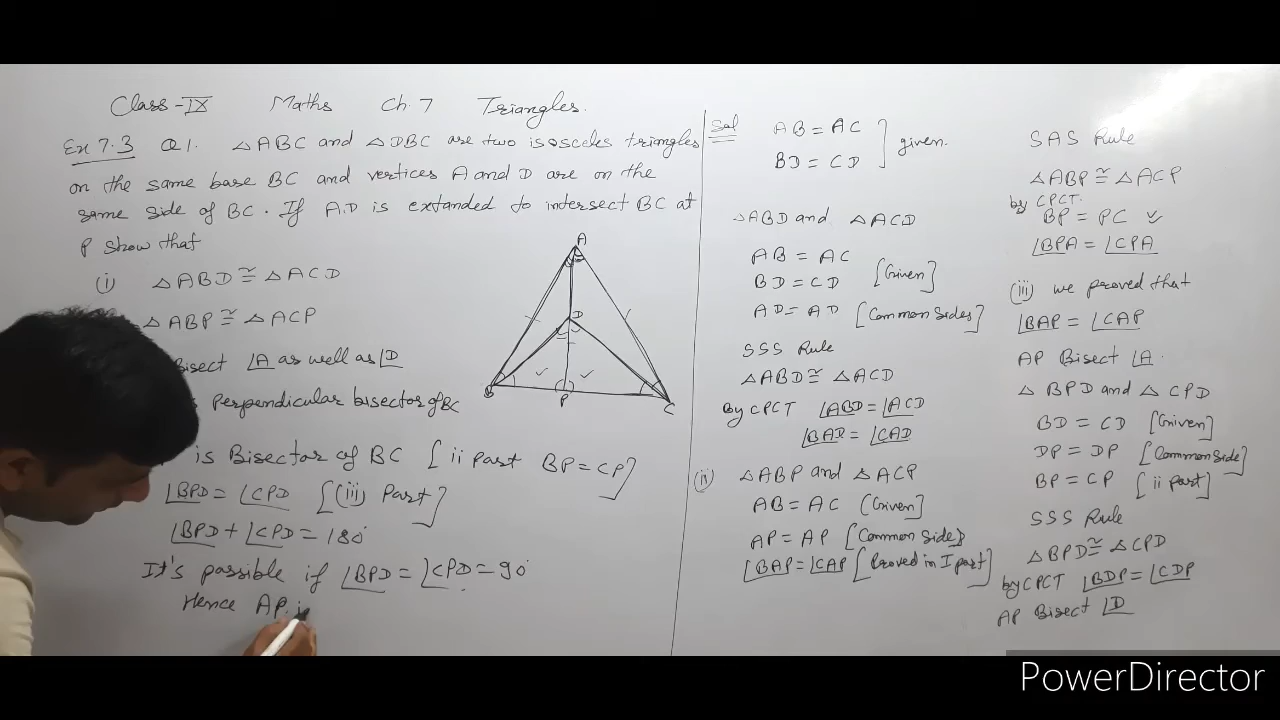 Class-IX Maths Ch.7 Triangles.
Ex 7.3 Q1. △ABC and △DBC are two isosceles triangles
on the same base BC and vertices A and D are on the
same side of BC. If AD is extanded to intersect BC at
P show that
(i) △ABD ≅ △ACD
△ABP ≅ △ACP
Bisect ∠A as well as ∠D
Perpendicular bisector of BC
A
D
B
P
C
is Bisector of BC [ii part BP = CP]
∠BPD = ∠CPD [(iii) Part]
∠BPD + ∠CPD = 180°
It's possible if ∠BPD = ∠CPD = 90°
Hence AP i
Sol AB = AC
BD = CD ] given.
△ABD and △ACD
AB = AC
BD = CD [Given]
AD = AD [Common Sides]
SSS Rule
△ABD ≅ △ACD
By CPCT ∠ABD = ∠ACD
∠BAD = ∠CAD
(ii) △ABP and △ACP
AB = AC (Given]
AP = AP [Common Side]
∠BAP = ∠CAP [Proved in I part]
SAS Rule
△ABP ≅ △ACP
by CPCT.
BP = PC ✓
∠BPA = ∠CPA
(iii) we proved that
∠BAP = ∠CAP
AP Bisect ∠A.
△BPD and △CPD
BD = CD [Given]
DP = DP [Common Side]
BP = CP [ii part]
SSS Rule
△BPD ≅ △CPD
by CPCT ∠BDP = ∠CDP
AP Bisect ∠D
PowerDirector